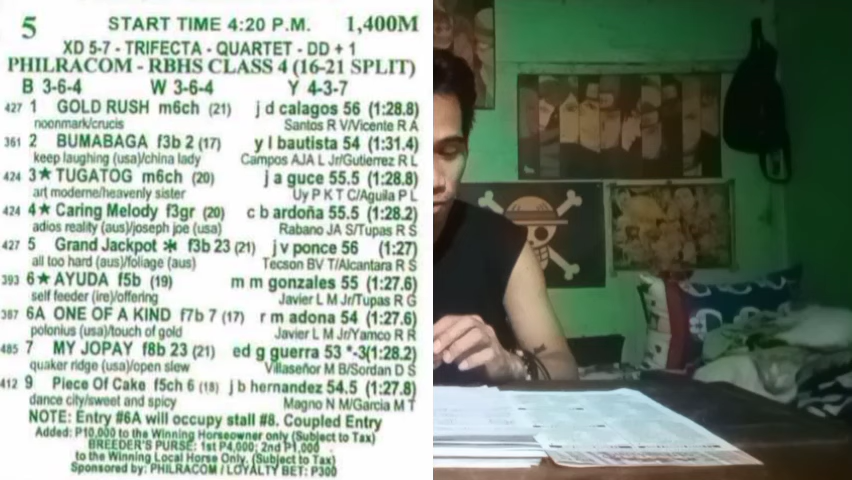 5 START TIME 4:20 P.M. 1,400M
XD 5-7 - TRIFECTA - QUARTET - DD + 1
PHILRACOM - RBHS CLASS 4 (16-21 SPLIT)
B 3-6-4 W 3-6-4 Y 4-3-7
427 1 GOLD RUSH m6ch (21) j d calagos 56 (1:28.8)
noonmark/crucis Santos R V/Vicente R A
361 2 BUMABAGA f3b 2 (17) y l bautista 54 (1:31.4)
keep laughing (usa)/china lady Campos AJA L Jr/Gutierrez R L
424 3★ TUGATOG m6ch (20) j a guce 55.5 (1:28.8)
art moderne/heavenly sister Uy P K T C/Aguila P L
424 4★ Caring Melody f3gr (20) c b ardoña 55.5 (1:28.2)
adios reality (aus)/joseph joe (usa) Rabano JA S/Tupas R S
427 5 Grand Jackpot ✻ f3b 23 (21) j v ponce 56 (1:27)
all too hard (aus)/foliage (aus) Tecson BV T/Alcantara R S
393 6★ AYUDA f5b (19) m m gonzales 55 (1:27.6)
self feeder (ire)/offering Javier L M Jr/Tupas R G
387 6A ONE OF A KIND f7b 7 (17) r m adona 54 (1:27.6)
polonius (usa)/touch of gold Javier L M Jr/Yamco R R
485 7 MY JOPAY f8b 23 (21) ed g guerra 53 *-3(1:28.2)
quaker ridge (usa)/open slew Villaseñor M B/Sordan D S
412 9 Piece Of Cake f5ch 6 (18) j b hernandez 54.5 (1:27.8)
dance city/sweet and spicy Magno N M/Garcia M T
NOTE: Entry #6A will occupy stall #8. Coupled Entry
Added: P10,000 to the Winning Horseowner only (Subject to Tax)
BREEDER'S PURSE: 1st P4,000; 2nd P1,000
to the Winning Local Horse Only. (Subject to Tax)
Sponsored by: PHILRACOM / LOYALTY BET: P300